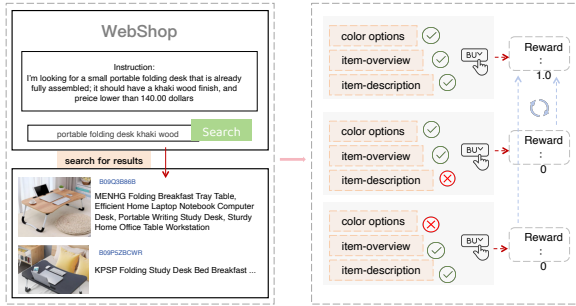 WebShop
Instruction:
I'm looking for a small portable folding desk that is already
fully assembled; it should have a khaki wood finish, and
preice lower than 140.00 dollars
portable folding desk khaki wood
Search
search for results
B09Q3B86B
MENHG Folding Breakfast Tray Table,
Efficient Home Laptop Notebook Computer
Desk, Portable Writing Study Desk, Sturdy
Home Office Table Workstation
B09P5ZBCWR
KPSP Folding Study Desk Bed Breakfast ...
color options
item-overview
item-description
BUY
Reward
:
1.0
color options
item-overview
item-description
BUY
Reward
:
0
color options
item-overview
item-description
BUY
Reward
:
0